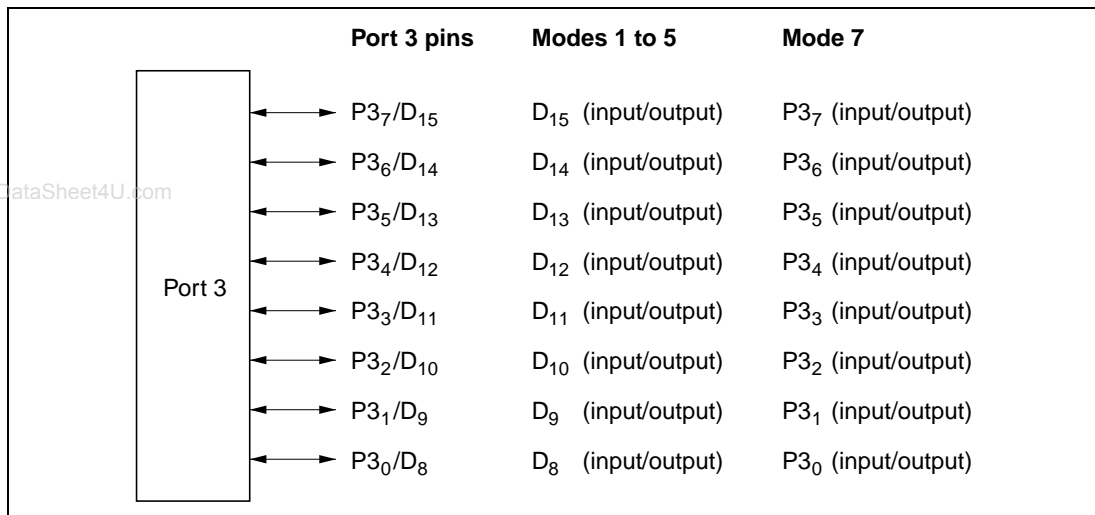 Port 3 pins Modes 1 to 5 Mode 7
P3₇/D₁₅ D₁₅ (input/output) P3₇ (input/output)
P3₆/D₁₄ D₁₄ (input/output) P3₆ (input/output)
DataSheet4U.com
P3₅/D₁₃ D₁₃ (input/output) P3₅ (input/output)
P3₄/D₁₂ D₁₂ (input/output) P3₄ (input/output)
Port 3
P3₃/D₁₁ D₁₁ (input/output) P3₃ (input/output)
P3₂/D₁₀ D₁₀ (input/output) P3₂ (input/output)
P3₁/D₉ D₉ (input/output) P3₁ (input/output)
P3₀/D₈ D₈ (input/output) P3₀ (input/output)